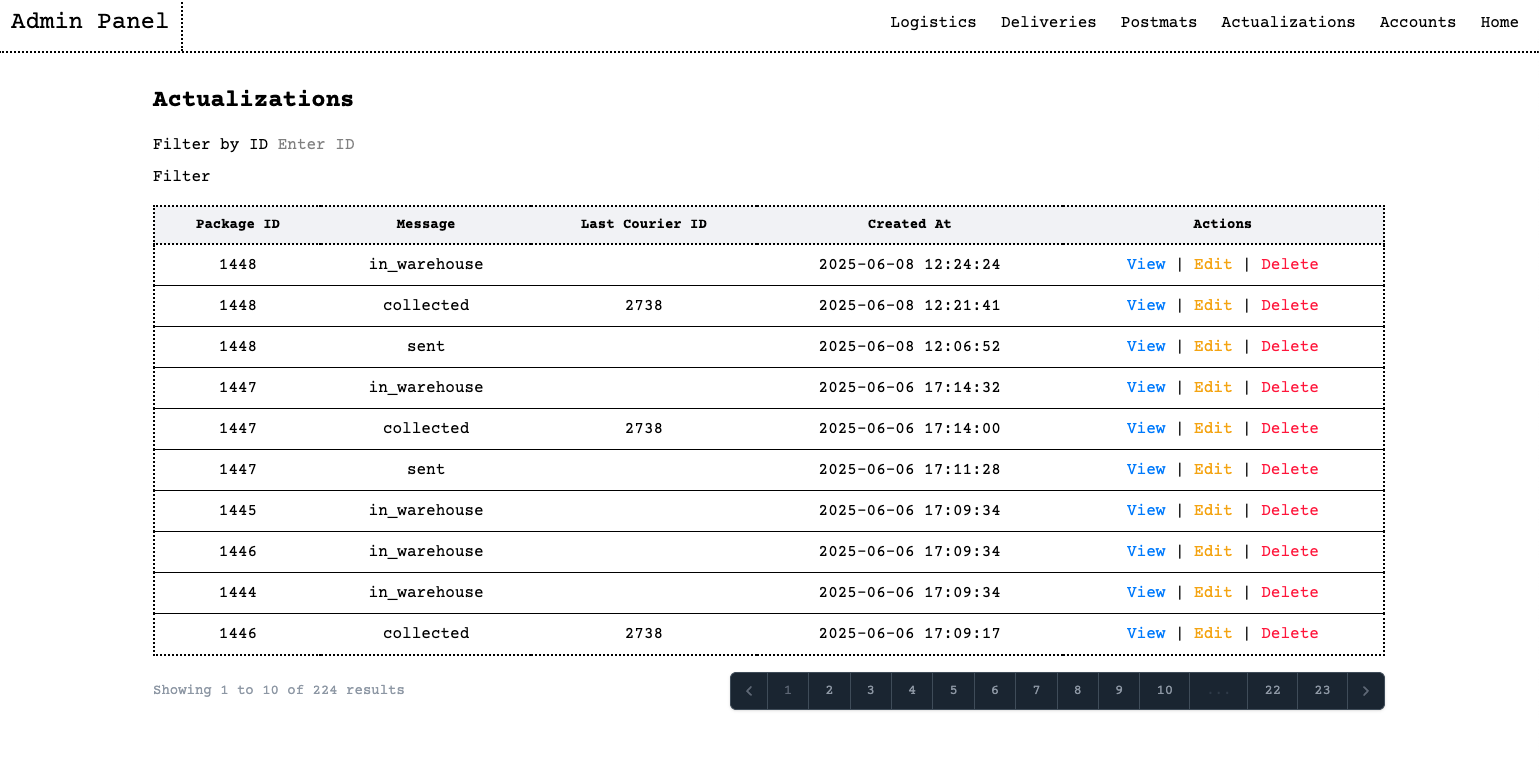 Admin Panel Logistics Deliveries Postmats Actualizations Accounts Home
Actualizations
Filter by ID Enter ID
Filter
Package ID Message Last Courier ID Created At Actions
1448 in_warehouse 2025-06-08 12:24:24 View | Edit | Delete
1448 collected 2738 2025-06-08 12:21:41 View | Edit | Delete
1448 sent 2025-06-08 12:06:52 View | Edit | Delete
1447 in_warehouse 2025-06-06 17:14:32 View | Edit | Delete
1447 collected 2738 2025-06-06 17:14:00 View | Edit | Delete
1447 sent 2025-06-06 17:11:28 View | Edit | Delete
1445 in_warehouse 2025-06-06 17:09:34 View | Edit | Delete
1446 in_warehouse 2025-06-06 17:09:34 View | Edit | Delete
1444 in_warehouse 2025-06-06 17:09:34 View | Edit | Delete
1446 collected 2738 2025-06-06 17:09:17 View | Edit | Delete
Showing 1 to 10 of 224 results 1 2 3 4 5 6 7 8 9 10 ... 22 23